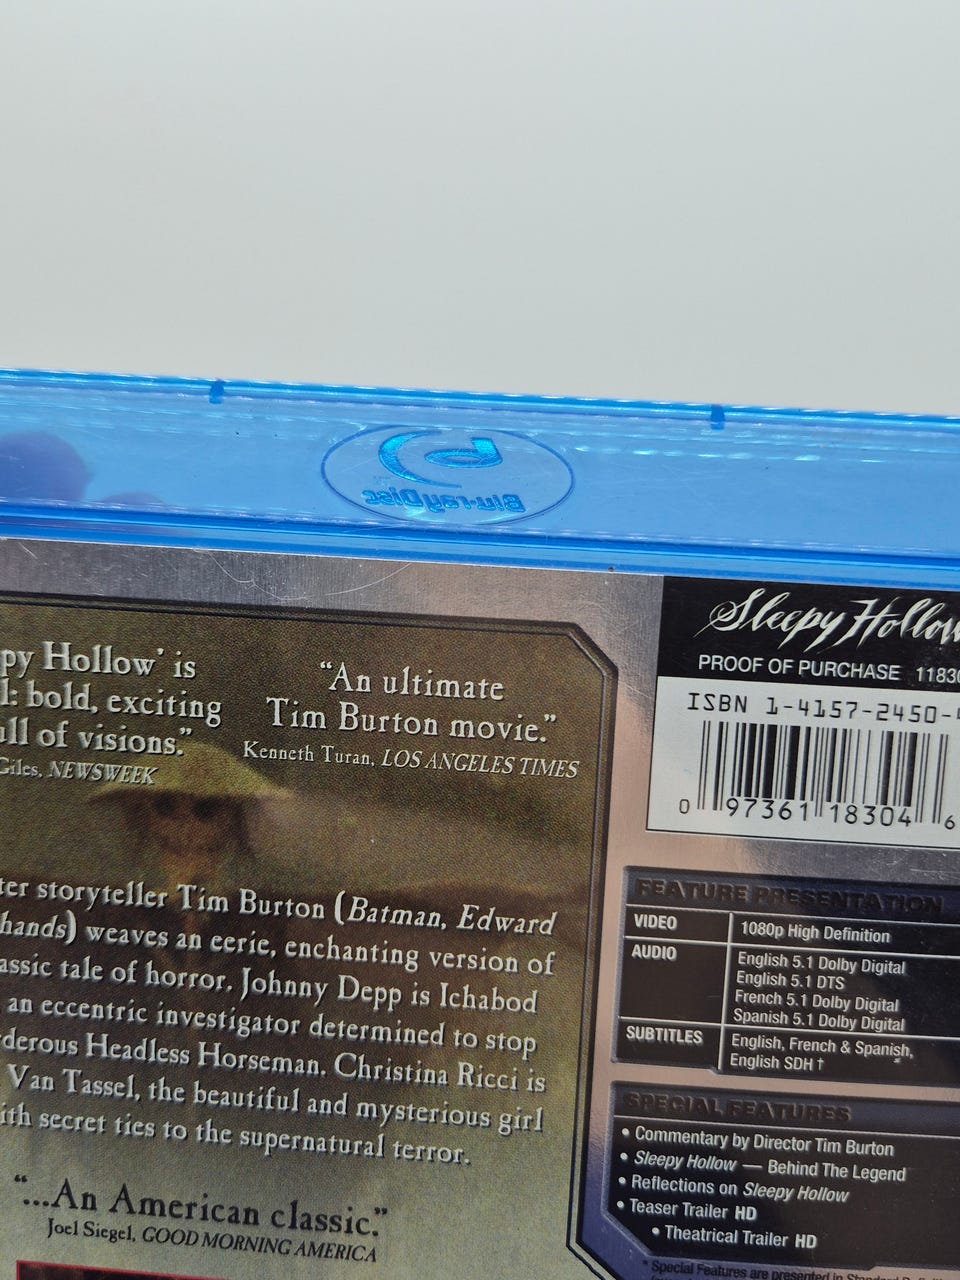 Blu-rayDisc
TM
Sleepy Hollow
PROOF OF PURCHASE 1183
ISBN 1-4157-2450-
0 97361 18304 6
py Hollow' is
l: bold, exciting
ull of visions."
Giles, NEWSWEEK
"An ultimate
Tim Burton movie."
Kenneth Turan, LOS ANGELES TIMES
ter storyteller Tim Burton (Batman, Edward
hands) weaves an eerie, enchanting version of
assic tale of horror. Johnny Depp is Ichabod
an eccentric investigator determined to stop
derous Headless Horseman. Christina Ricci is
Van Tassel, the beautiful and mysterious girl
ith secret ties to the supernatural terror.
"...An American classic."
Joel Siegel, GOOD MORNING AMERICA
FEATURE PRESENTATION
VIDEO 1080p High Definition
AUDIO English 5.1 Dolby Digital
English 5.1 DTS
French 5.1 Dolby Digital
Spanish 5.1 Dolby Digital
SUBTITLES English, French & Spanish,
English SDH †
SPECIAL FEATURES
• Commentary by Director Tim Burton
• Sleepy Hollow — Behind The Legend
• Reflections on Sleepy Hollow
• Teaser Trailer HD
• Theatrical Trailer HD
* Special Features are presented in